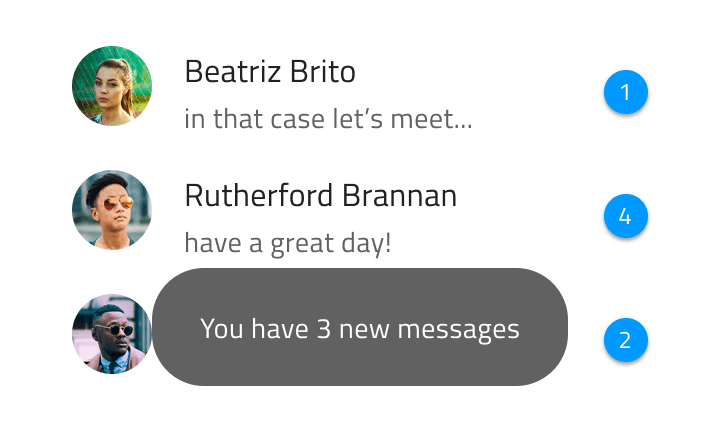 Beatriz Brito
1
in that case let’s meet...
Rutherford Brannan
4
have a great day!
You have 3 new messages
2